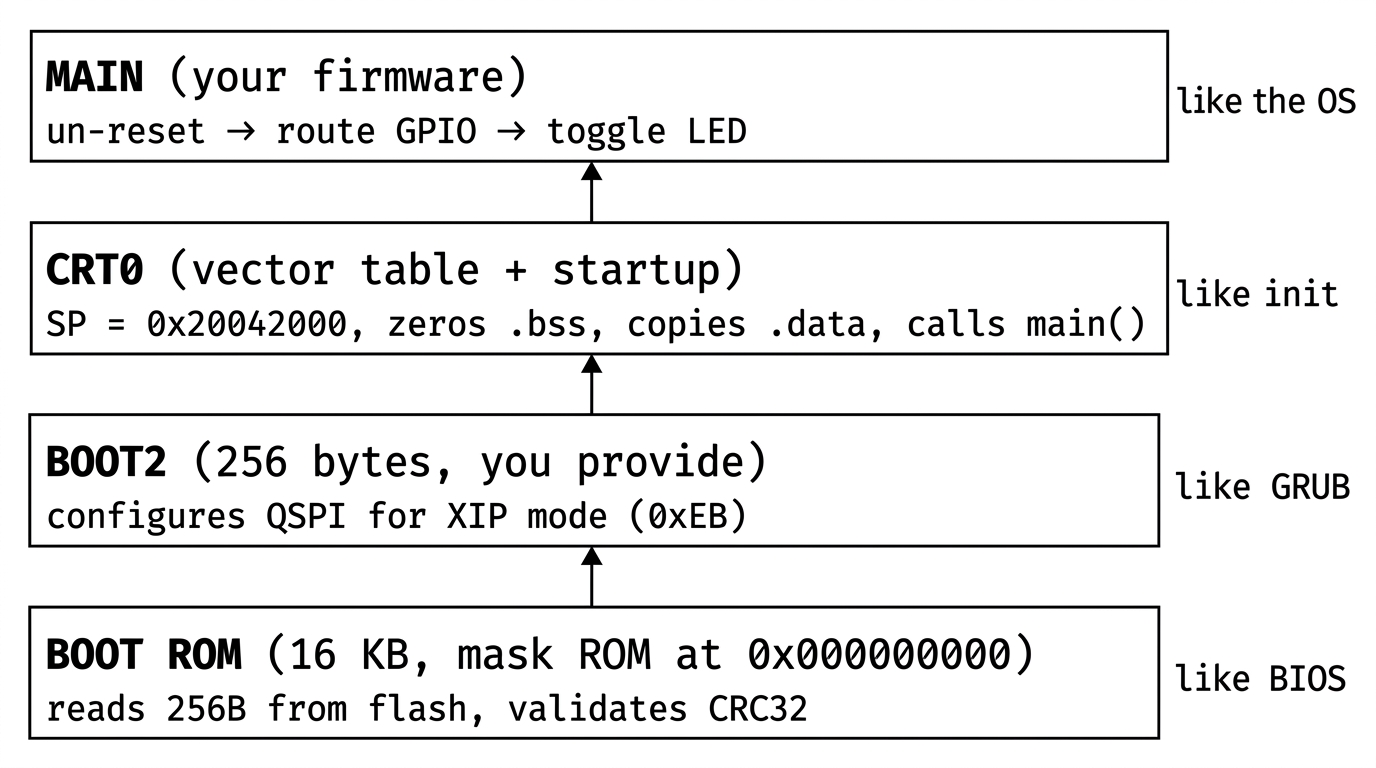 MAIN (your firmware)
un-reset → route GPIO → toggle LED
like the OS
CRT0 (vector table + startup)
SP = 0x20042000, zeros .bss, copies .data, calls main()
like init
BOOT2 (256 bytes, you provide)
configures QSPI for XIP mode (0xEB)
like GRUB
BOOT ROM (16 KB, mask ROM at 0x000000000)
reads 256B from flash, validates CRC32
like BIOS